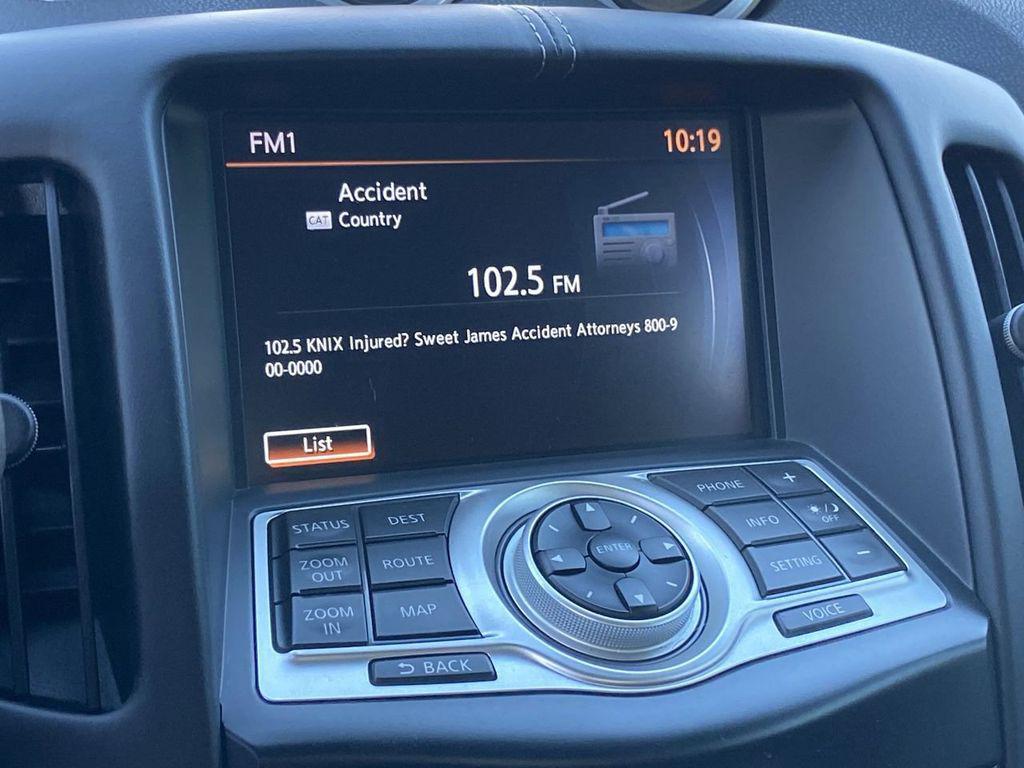 FM1
10:19
Accident
CAT Country
102.5 FM
102.5 KNIX Injured? Sweet James Accident Attorneys 800-9
00-0000
List
STATUS
DEST
PHONE
+
ZOOM
OUT
ROUTE
ENTER
INFO
OFF
ZOOM
IN
MAP
SETTING
−
BACK
VOICE